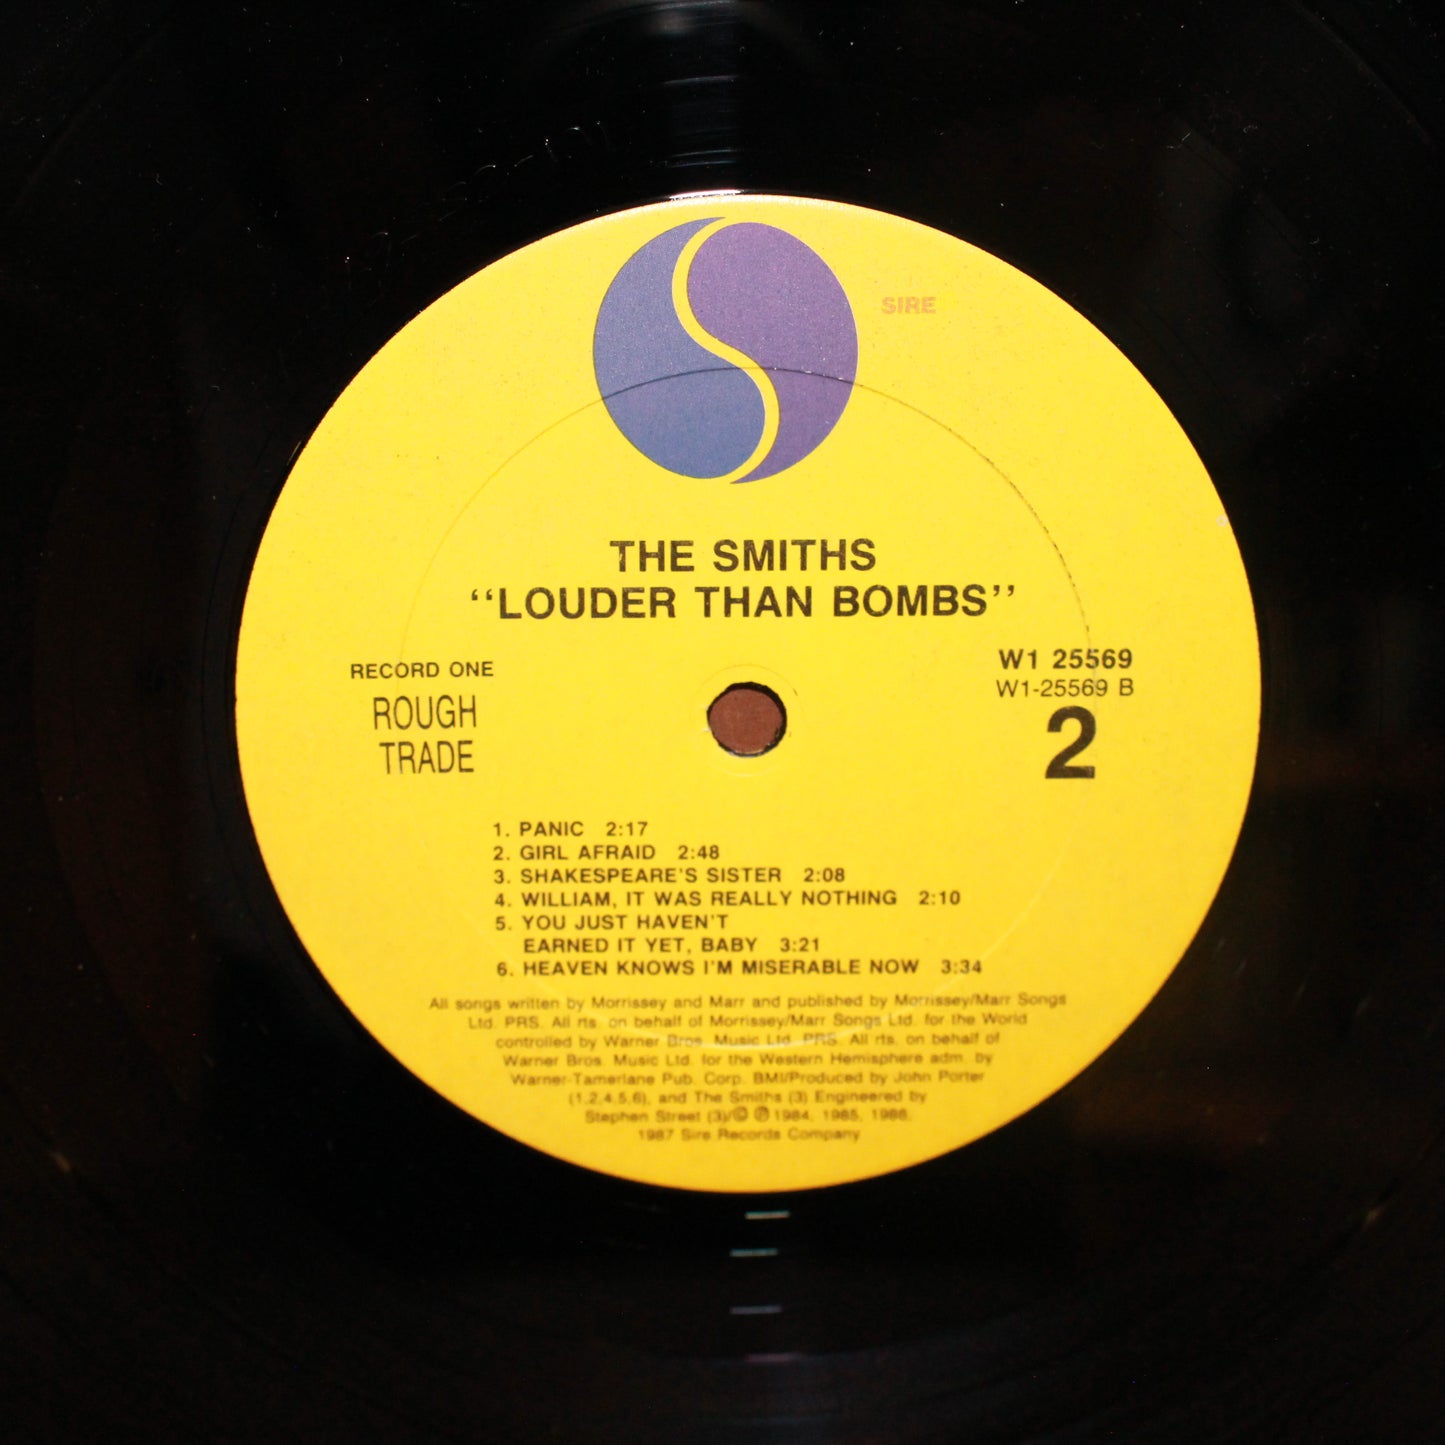 SIRE
THE SMITHS
“LOUDER THAN BOMBS”
RECORD ONE
ROUGH
TRADE
W1 25569
W1-25569 B
2
1. PANIC 2:17
2. GIRL AFRAID 2:48
3. SHAKESPEARE'S SISTER 2:08
4. WILLIAM, IT WAS REALLY NOTHING 2:10
5. YOU JUST HAVEN'T
EARNED IT YET, BABY 3:21
6. HEAVEN KNOWS I'M MISERABLE NOW 3:34
All songs written by Morrissey and Marr and published by Morrissey/Marr Songs
Ltd. PRS. All rts. on behalf of Morrissey/Marr Songs Ltd. for the World
controlled by Warner Bros. Music Ltd. PRS. All rts. on behalf of
Warner Bros. Music Ltd. for the Western Hemisphere adm. by
Warner-Tamerlane Pub. Corp. BMI/Produced by John Porter
(1,2,4,5,6), and The Smiths (3) Engineered by
Stephen Street (3)/© ℗ 1984, 1985, 1986,
1987 Sire Records Company